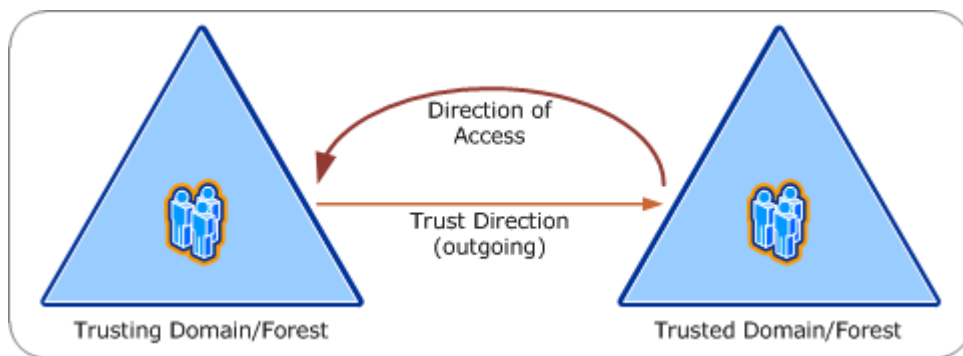 Direction of
Access
Trust Direction
(outgoing)
Trusting Domain/Forest
Trusted Domain/Forest